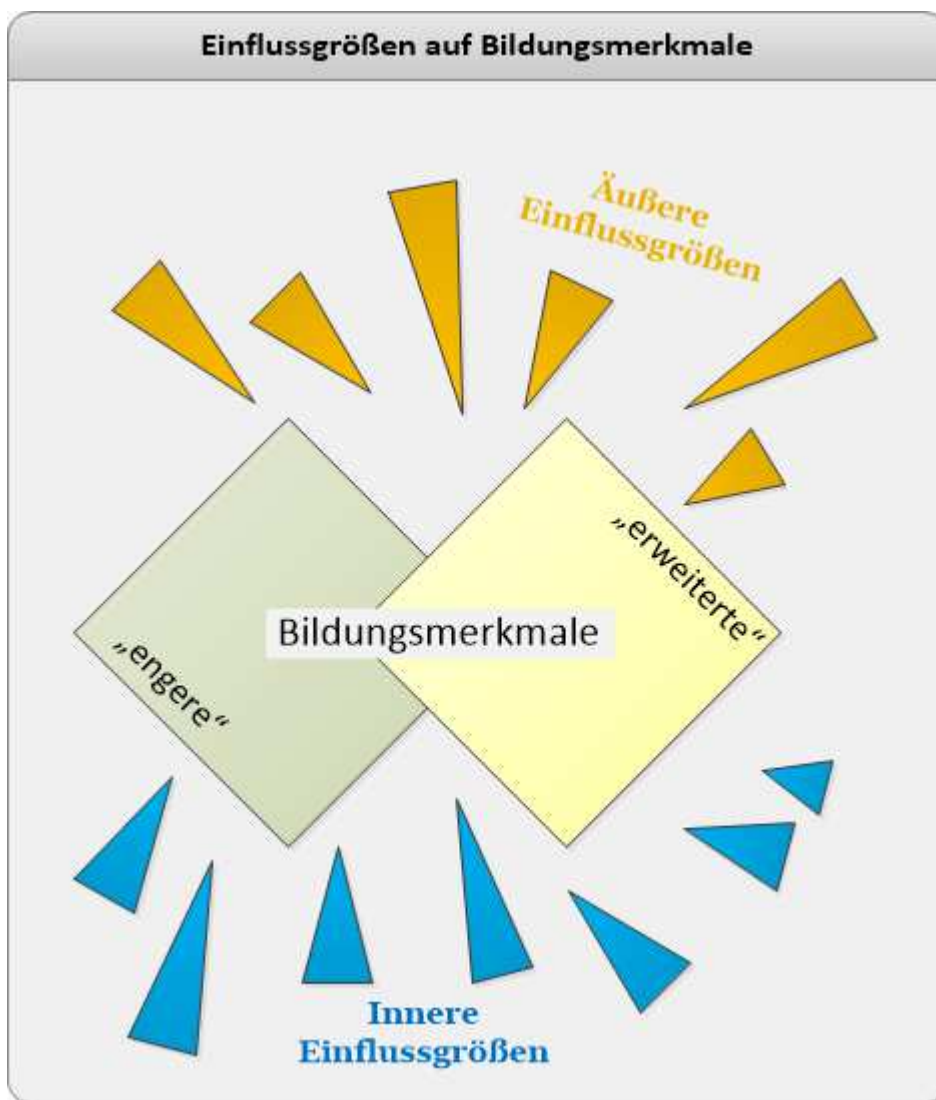 Einflussgrößen auf Bildungsmerkmale
Äußere
Einflussgrößen
„erweiterte“
Bildungsmerkmale
„engere“
Innere
Einflussgrößen